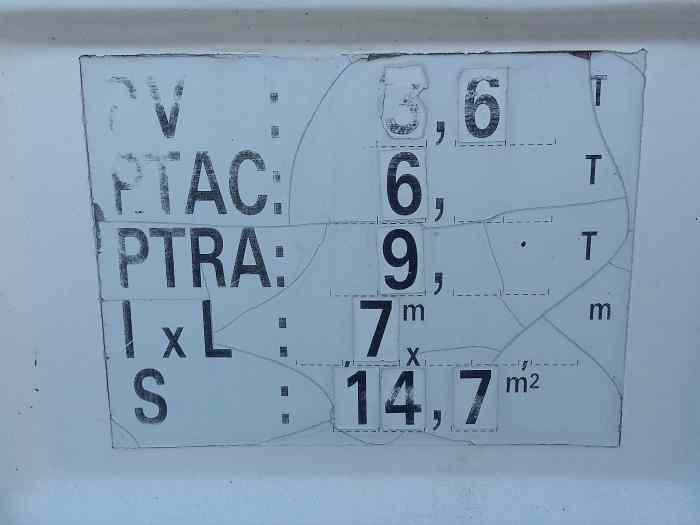 PV : 3,6 T
PTAC: 6, T
PTRA: 9, T
l x L : , 7 m x , m
S : 14,7 m²